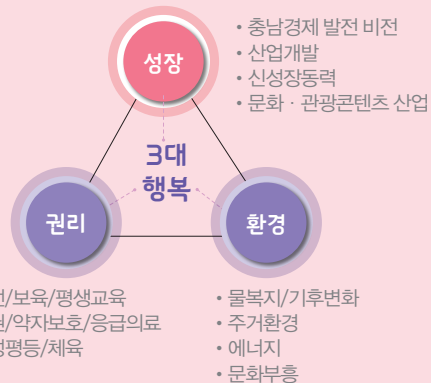 성장
• 충남경제 발전 비전
• 산업개발
• 신성장동력
• 문화 · 관광콘텐츠 산업
3대
행복
권리
환경
/보육/평생교육
/약자보호/응급의료
평등/체육
• 물복지/기후변화
• 주거환경
• 에너지
• 문화부흥